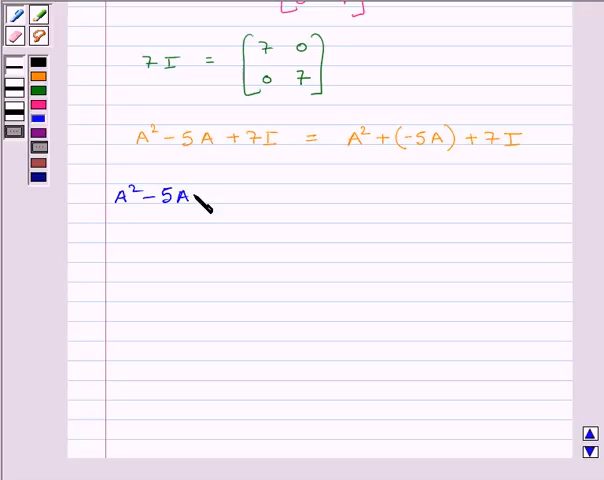 7I = [7 0
0 7]
A² - 5A + 7I = A² + (-5A) + 7I
A² - 5A